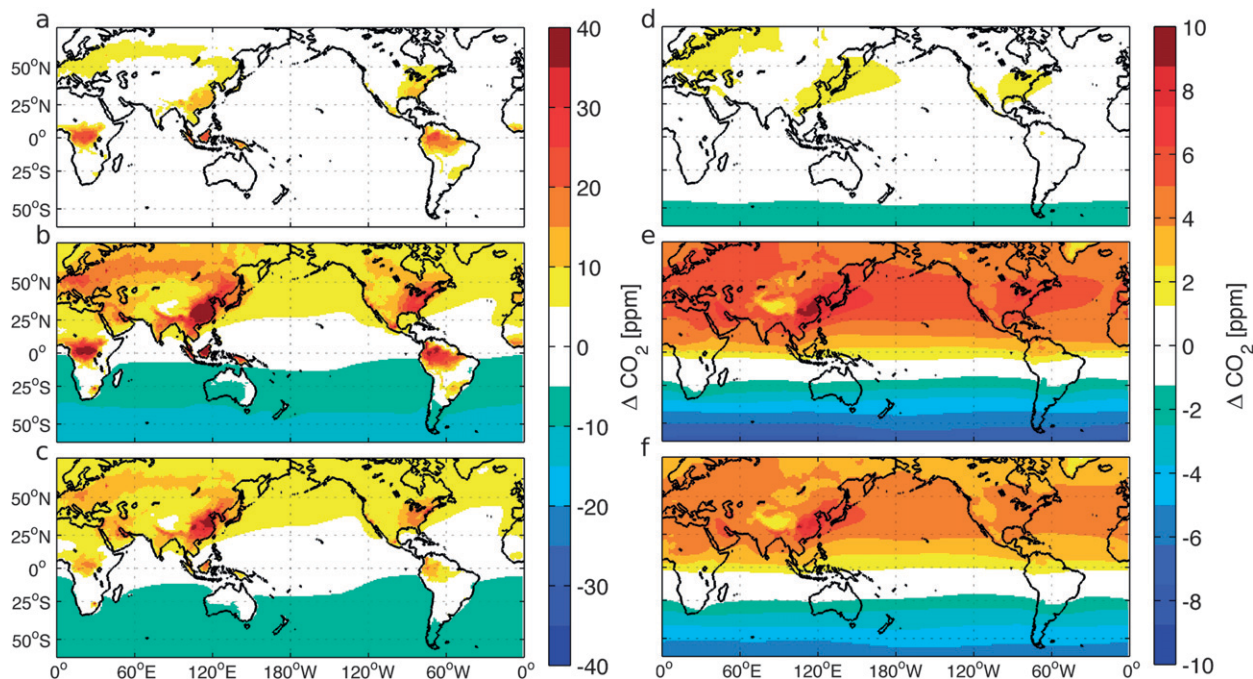 a
50°N
25°N
0°
25°S
50°S
b
50°N
25°N
0°
25°S
50°S
c
50°N
25°N
0°
25°S
50°S
0°
60°E
120°E
180°W
120°W
60°W
0°
40
30
20
10
0
-10
-20
-30
-40
Δ CO₂ [ppm]
d
e
f
0°
60°E
120°E
180°W
120°W
60°W
0°
10
8
6
4
2
0
-2
-4
-6
-8
-10
Δ CO₂ [ppm]